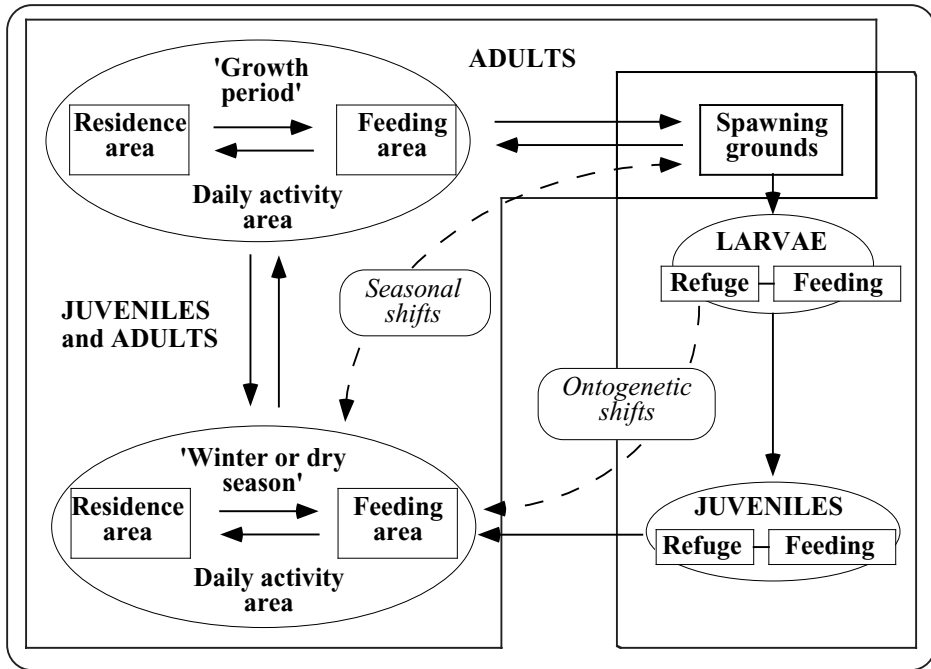 ADULTS
'Growth
period'
Residence
area
Feeding
area
Daily activity
area
Spawning
grounds
LARVAE
Refuge
Feeding
Seasonal
shifts
JUVENILES
and ADULTS
Ontogenetic
shifts
'Winter or dry
season'
Residence
area
Feeding
area
Daily activity
area
JUVENILES
Refuge
Feeding